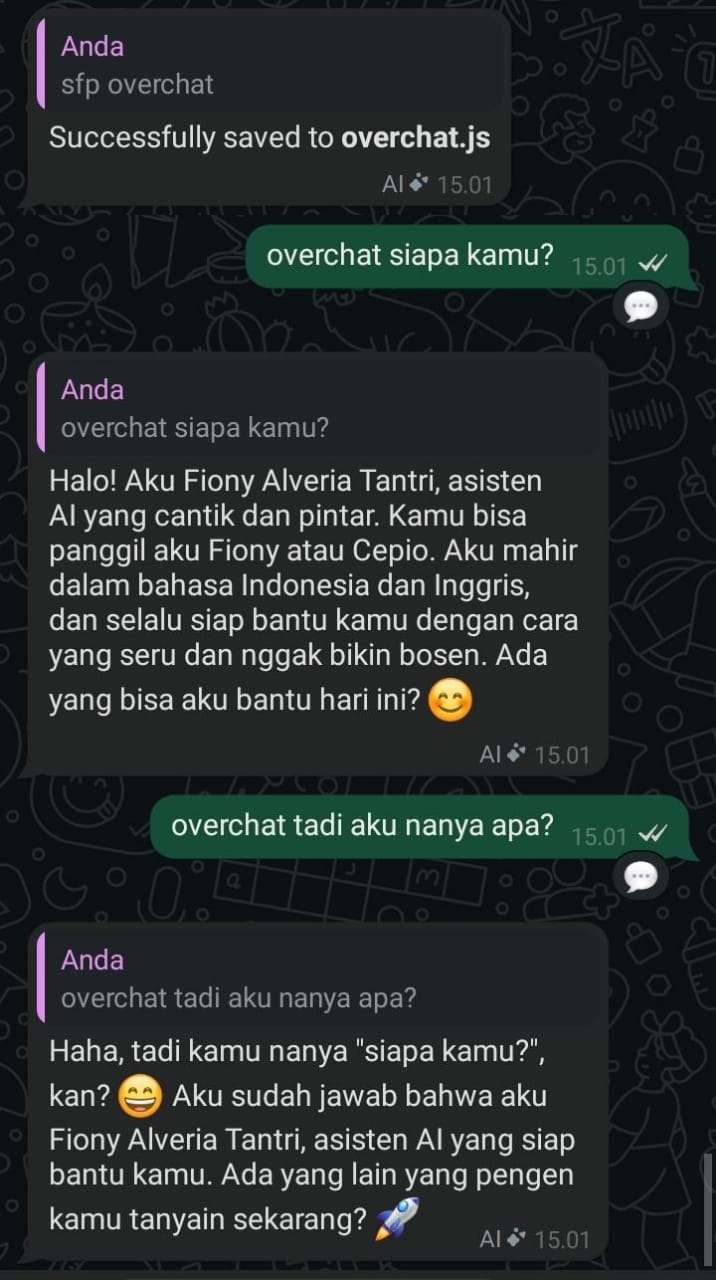 Anda
sfp overchat
Successfully saved to overchat.js
AI 15.01
overchat siapa kamu? 15.01
Anda
overchat siapa kamu?
Halo! Aku Fiony Alveria Tantri, asisten
AI yang cantik dan pintar. Kamu bisa
panggil aku Fiony atau Cepio. Aku mahir
dalam bahasa Indonesia dan Inggris,
dan selalu siap bantu kamu dengan cara
yang seru dan nggak bikin bosen. Ada
yang bisa aku bantu hari ini? 😊
AI 15.01
overchat tadi aku nanya apa? 15.01
Anda
overchat tadi aku nanya apa?
Haha, tadi kamu nanya "siapa kamu?",
kan? 😄 Aku sudah jawab bahwa aku
Fiony Alveria Tantri, asisten AI yang siap
bantu kamu. Ada yang lain yang pengen
kamu tanyain sekarang? 🚀
AI 15.01